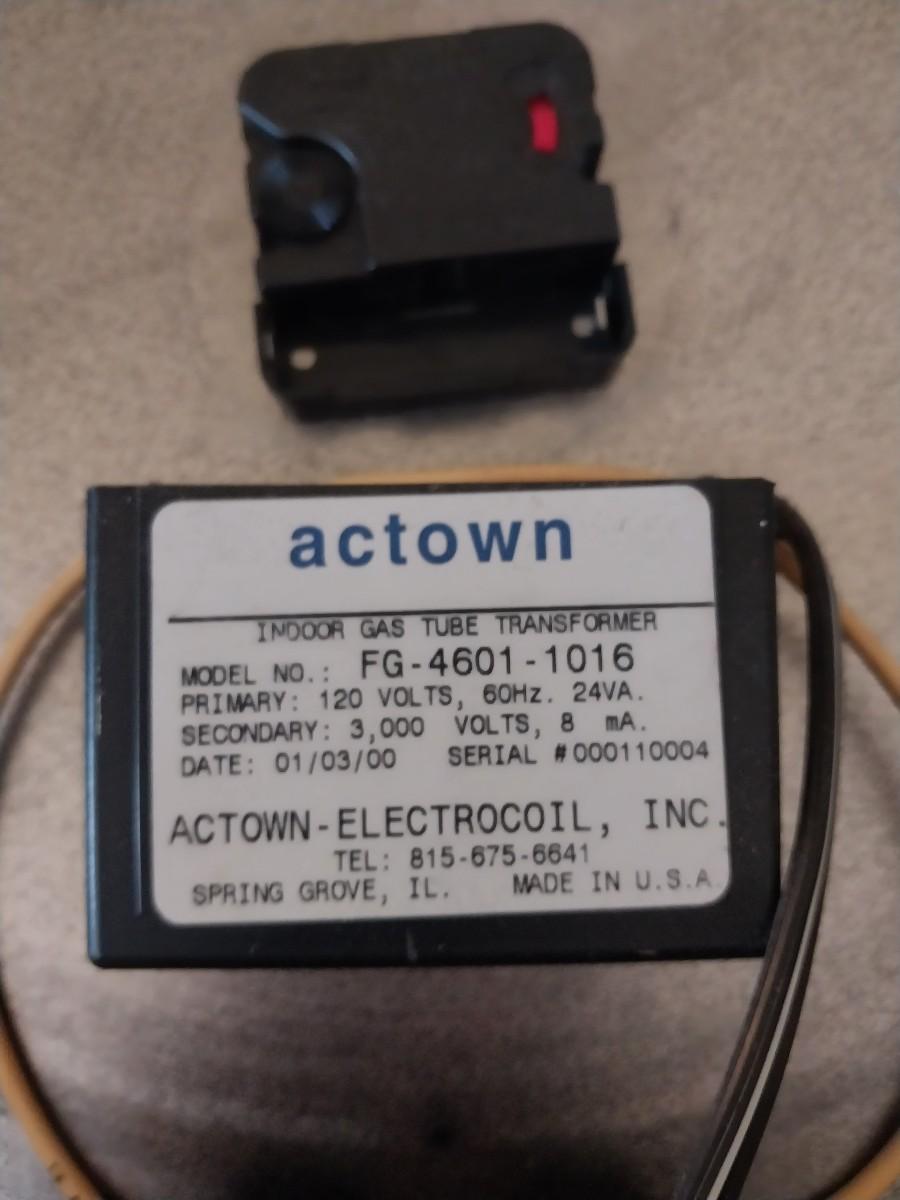 actown
INDOOR GAS TUBE TRANSFORMER
MODEL NO.: FG-4601-1016
PRIMARY: 120 VOLTS, 60Hz. 24VA.
SECONDARY: 3,000 VOLTS, 8 mA.
DATE: 01/03/00 SERIAL #000110004
ACTOWN-ELECTROCOIL, INC.
TEL: 815-675-6641
SPRING GROVE, IL. MADE IN U.S.A.